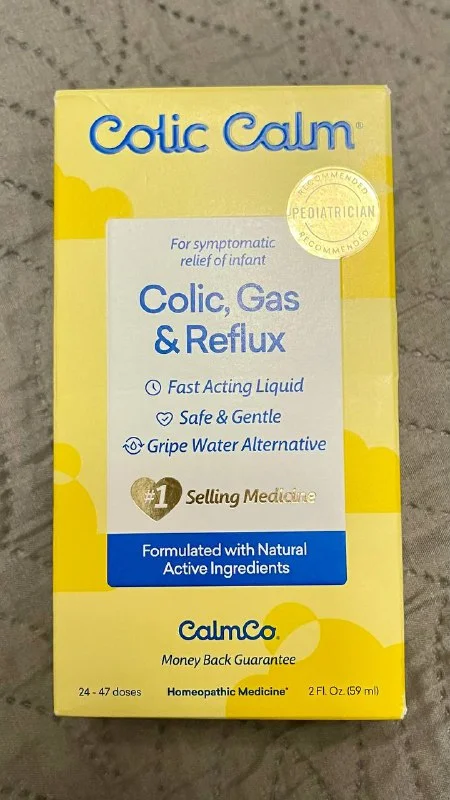 Colic Calm®
RECOMMENDED
PEDIATRICIAN
RECOMMENDED
For symptomatic
relief of infant
Colic, Gas
& Reflux
Fast Acting Liquid
Safe & Gentle
Gripe Water Alternative
#1 Selling Medicine
Formulated with Natural
Active Ingredients
CalmCo.
Money Back Guarantee
24 - 47 doses Homeopathic Medicine* 2 Fl. Oz. (59 ml)